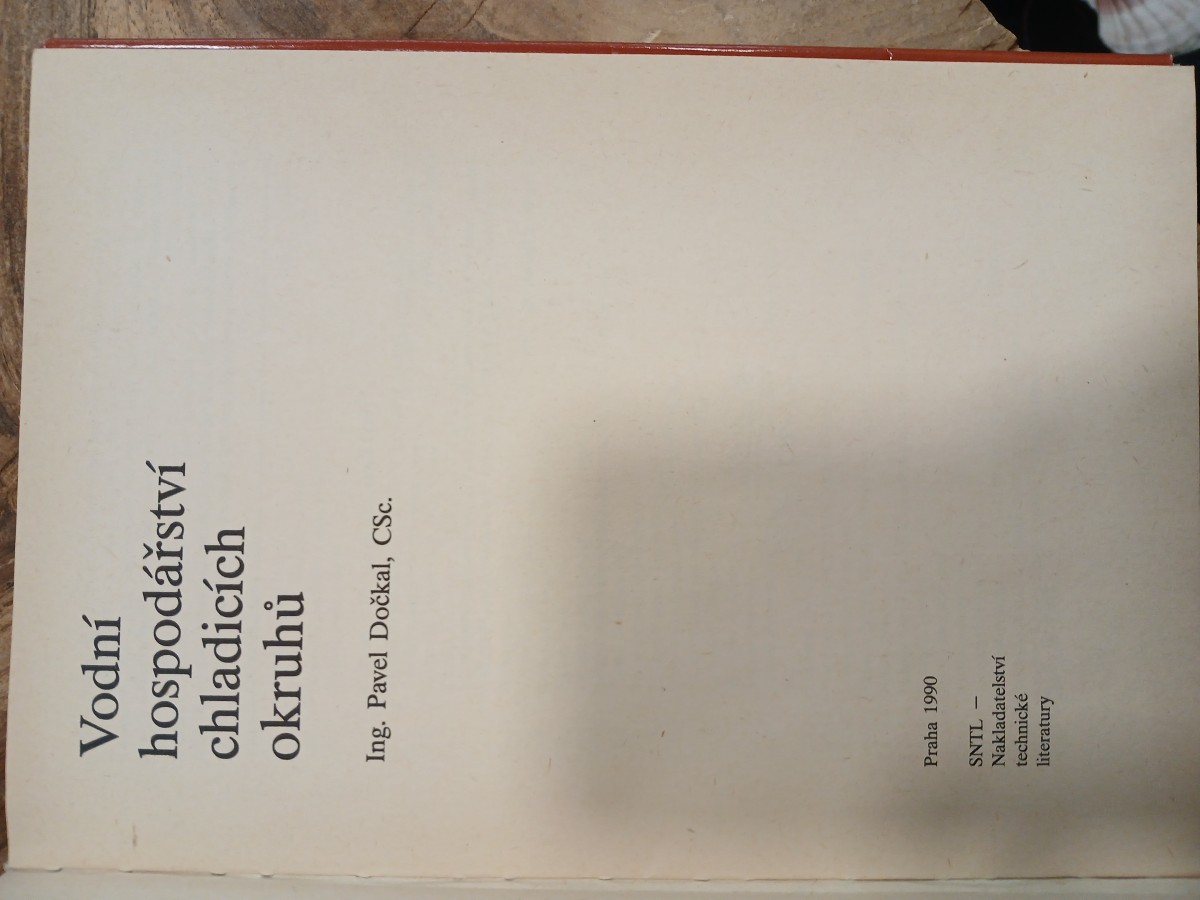 Vodní
hospodářství
chladicích
okruhů
Ing. Pavel Dočkal, CSc.
Praha 1990
SNTL –
Nakladatelství
technické
literatury